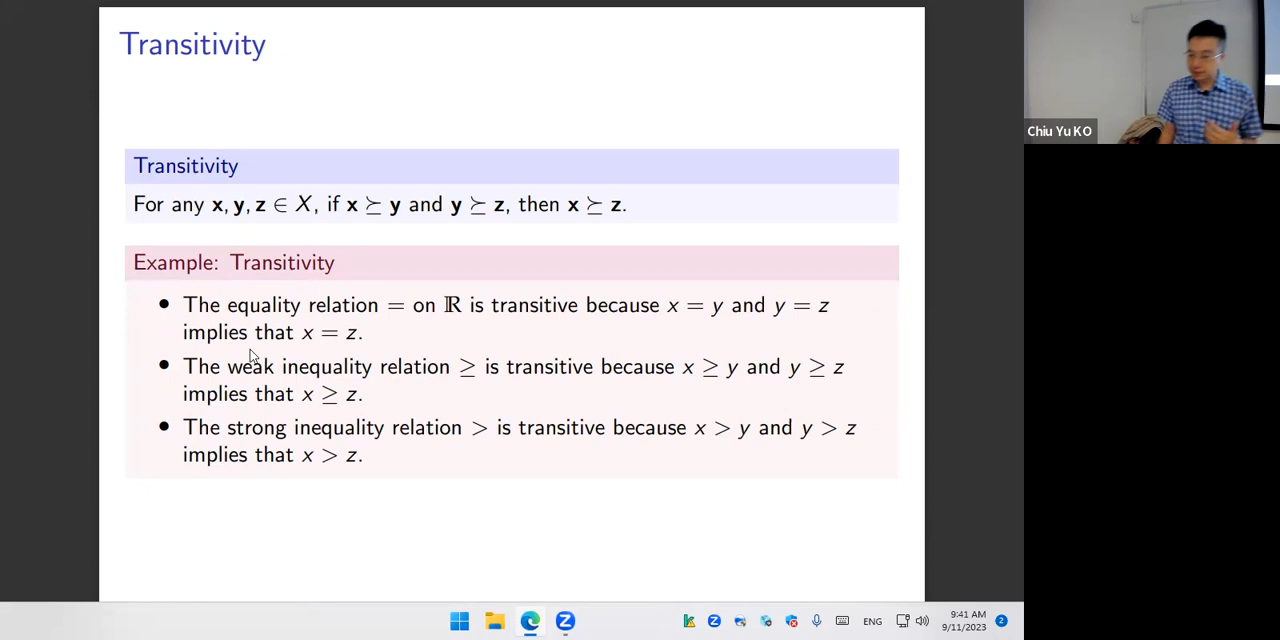 Transitivity
Transitivity
For any x, y, z ∈ X, if x ⪰ y and y ⪰ z, then x ⪰ z.
Example: Transitivity
• The equality relation = on ℝ is transitive because x = y and y = z
implies that x = z.
• The weak inequality relation ≥ is transitive because x ≥ y and y ≥ z
implies that x ≥ z.
• The strong inequality relation > is transitive because x > y and y > z
implies that x > z.
Chiu Yu KO
ENG
9:41 AM
9/11/2023
2